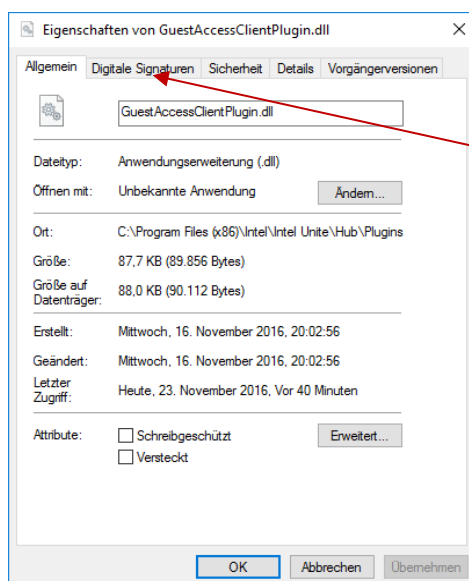 Eigenschaften von GuestAccessClientPlugin.dll
Allgemein Digitale Signaturen Sicherheit Details Vorgängerversionen
GuestAccessClientPlugin.dll
Dateityp: Anwendungserweiterung (.dll)
Öffnen mit: Unbekannte Anwendung Ändern...
Ort: C:\Program Files (x86)\Intel\Intel Unite\Hub\Plugins
Größe: 87,7 KB (89.856 Bytes)
Größe auf
Datenträger: 88,0 KB (90.112 Bytes)
Erstellt: Mittwoch, 16. November 2016, 20:02:56
Geändert: Mittwoch, 16. November 2016, 20:02:56
Letzter
Zugriff: Heute, 23. November 2016, Vor 40 Minuten
Attribute: Schreibgeschützt Erweitert...
Versteckt
OK Abbrechen Übernehmen